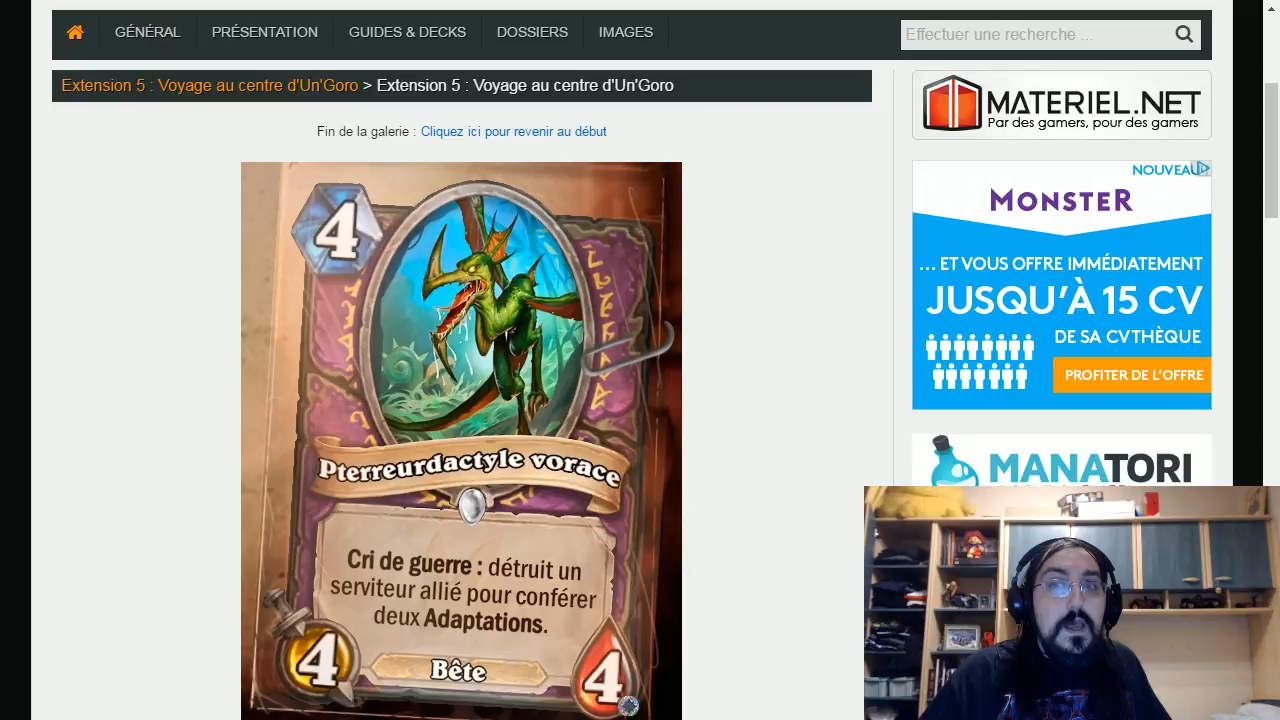 GÉNÉRAL
PRÉSENTATION
GUIDES & DECKS
DOSSIERS
IMAGES
Effectuer une recherche ...
Extension 5 : Voyage au centre d'Un'Goro > Extension 5 : Voyage au centre d'Un'Goro
Fin de la galerie : Cliquez ici pour revenir au début
4
Pterreurdactyle vorace
Cri de guerre : détruit un
serviteur allié pour conférer
deux Adaptations.
4
Bête
4
MATERIEL.NET
Par des gamers, pour des gamers
NOUVEAU
MONSTER
... ET VOUS OFFRE IMMÉDIATEMENT
JUSQU'À 15 CV
DE SA CVTHÈQUE
PROFITER DE L'OFFRE
MANATORI